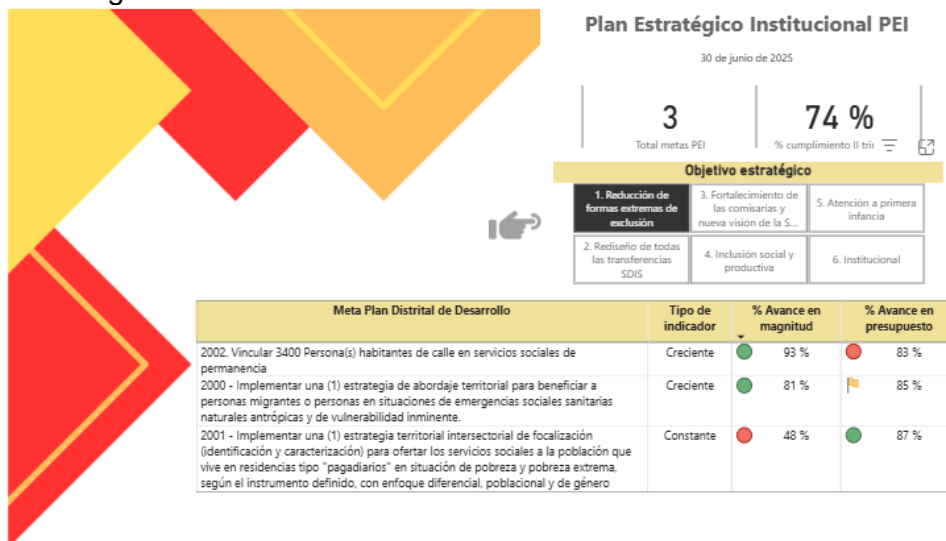 Plan Estratégico Institucional PEI
30 de junio de 2025
3
Total metas PEI
74 %
% cumplimiento II tri
Objetivo estratégico
1. Reducción de
formas extremas de
exclusión
3. Fortalecimiento de
las comisarias y
nueva visión de la S...
5. Atención a primera
infancia
2. Rediseño de todas
las transferencias
SDIS
4. Inclusión social y
productiva
6. Institucional
Meta Plan Distrital de Desarrollo
Tipo de
indicador
% Avance en
magnitud
% Avance en
presupuesto
2002. Vincular 3400 Persona(s) habitantes de calle en servicios sociales de
permanencia
Creciente
93 %
83 %
2000 - Implementar una (1) estrategia de abordaje territorial para beneficiar a
personas migrantes o personas en situaciones de emergencias sociales sanitarias
naturales antrópicas y de vulnerabilidad inminente.
Creciente
81 %
85 %
2001 - Implementar una (1) estrategia territorial intersectorial de focalización
(identificación y caracterización) para ofertar los servicios sociales a la población que
vive en residencias tipo "pagadiarios" en situación de pobreza y pobreza extrema,
según el instrumento definido, con enfoque diferencial, poblacional y de género
Constante
48 %
87 %